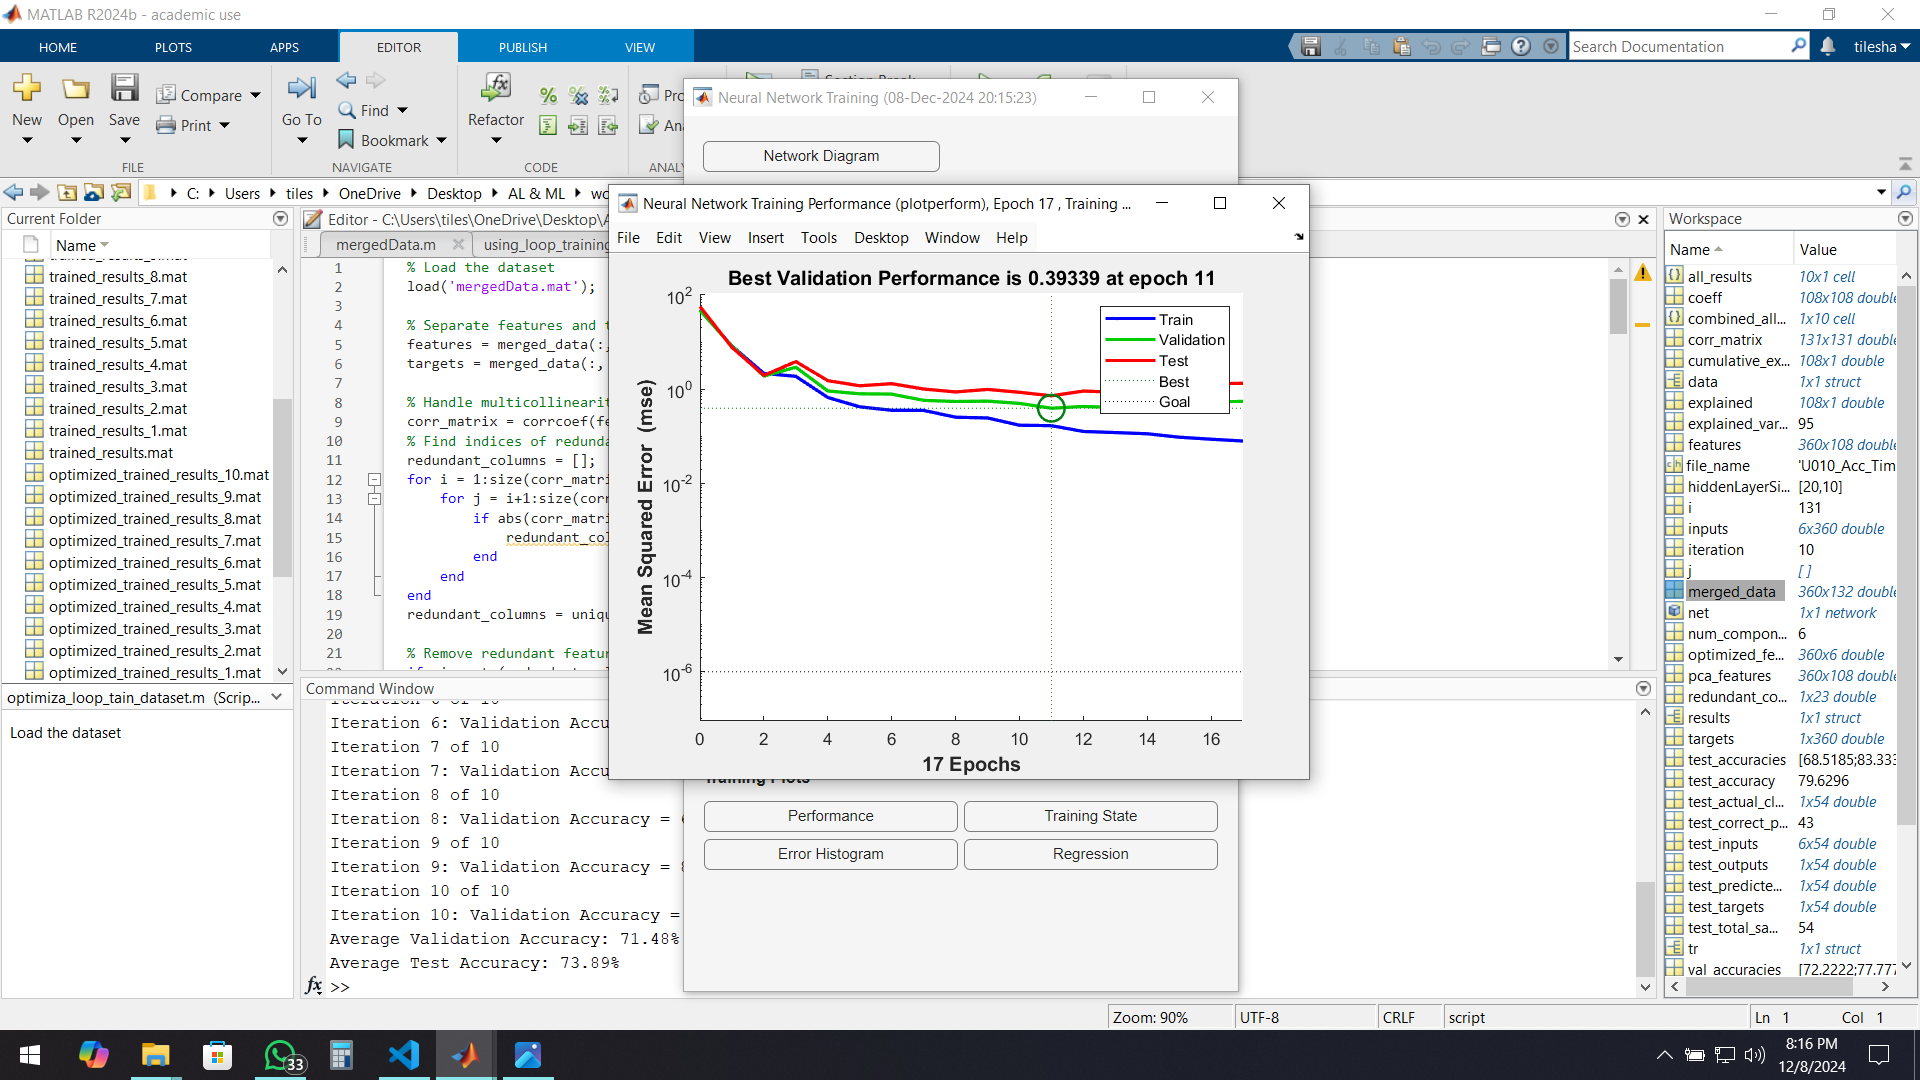 MATLAB R2024b - academic use
HOME PLOTS APPS EDITOR PUBLISH VIEW
Search Documentation
tilesha
New Open Save Compare Print
FILE
Go To Find Bookmark
NAVIGATE
Refactor
CODE
Section Break
C: Users tiles OneDrive Desktop AL & ML
Current Folder
Name
trained_results_8.mat
trained_results_7.mat
trained_results_6.mat
trained_results_5.mat
trained_results_4.mat
trained_results_3.mat
trained_results_2.mat
trained_results_1.mat
trained_results.mat
optimized_trained_results_10.mat
optimized_trained_results_9.mat
optimized_trained_results_8.mat
optimized_trained_results_7.mat
optimized_trained_results_6.mat
optimized_trained_results_5.mat
optimized_trained_results_4.mat
optimized_trained_results_3.mat
optimized_trained_results_2.mat
optimized_trained_results_1.mat
optimiza_loop_tain_dataset.m (Scrip...
Load the dataset
Editor - C:\Users\tiles\OneDrive\Desktop\A
mergedData.m using_loop_training
1 % Load the dataset
2 load('mergedData.mat');
3
4 % Separate features and t
5 features = merged_data(:,
6 targets = merged_data(:,
7
8 % Handle multicollinearit
9 corr_matrix = corrcoef(fe
10 % Find indices of redunda
11 redundant_columns = [];
12 for i = 1:size(corr_matri
13 for j = i+1:size(corr
14 if abs(corr_matri
15 redundant_col
16 end
17 end
18 end
19 redundant_columns = uniqu
20
21 % Remove redundant featur
Command Window
Iteration 6: Validation Accu
Iteration 7 of 10
Iteration 7: Validation Accu
Iteration 8 of 10
Iteration 8: Validation Accuracy = 6
Iteration 9 of 10
Iteration 9: Validation Accuracy = 8
Iteration 10 of 10
Iteration 10: Validation Accuracy =
Average Validation Accuracy: 71.48%
Average Test Accuracy: 73.89%
fx >>
Neural Network Training (08-Dec-2024 20:15:23)
Network Diagram
Neural Network Training Performance (plotperform), Epoch 17 , Training ...
File Edit View Insert Tools Desktop Window Help
Best Validation Performance is 0.39339 at epoch 11
Train
Validation
Test
Best
Goal
Mean Squared Error (mse)
10^2
10^0
10^-2
10^-4
10^-6
0 2 4 6 8 10 12 14 16
17 Epochs
Training Plots
Performance Training State
Error Histogram Regression
Workspace
Name Value
all_results 10x1 cell
coeff 108x108 double
combined_all... 1x10 cell
corr_matrix 131x131 double
cumulative_ex... 108x1 double
data 1x1 struct
explained 108x1 double
explained_var... 95
features 360x108 double
file_name 'U010_Acc_Tim
hiddenLayerSi... [20,10]
i 131
inputs 6x360 double
iteration 10
j []
merged_data 360x132 double
net 1x1 network
num_compon... 6
optimized_fe... 360x6 double
pca_features 360x108 double
redundant_co... 1x23 double
results 1x1 struct
targets 1x360 double
test_accuracies [68.5185;83.333
test_accuracy 79.6296
test_actual_cl... 1x54 double
test_correct_p... 43
test_inputs 6x54 double
test_outputs 1x54 double
test_predicte... 1x54 double
test_targets 1x54 double
test_total_sa... 54
tr 1x1 struct
val_accuracies [72.2222;77.777
Zoom: 90% UTF-8 CRLF script Ln 1 Col 1
33
8:16 PM
12/8/2024